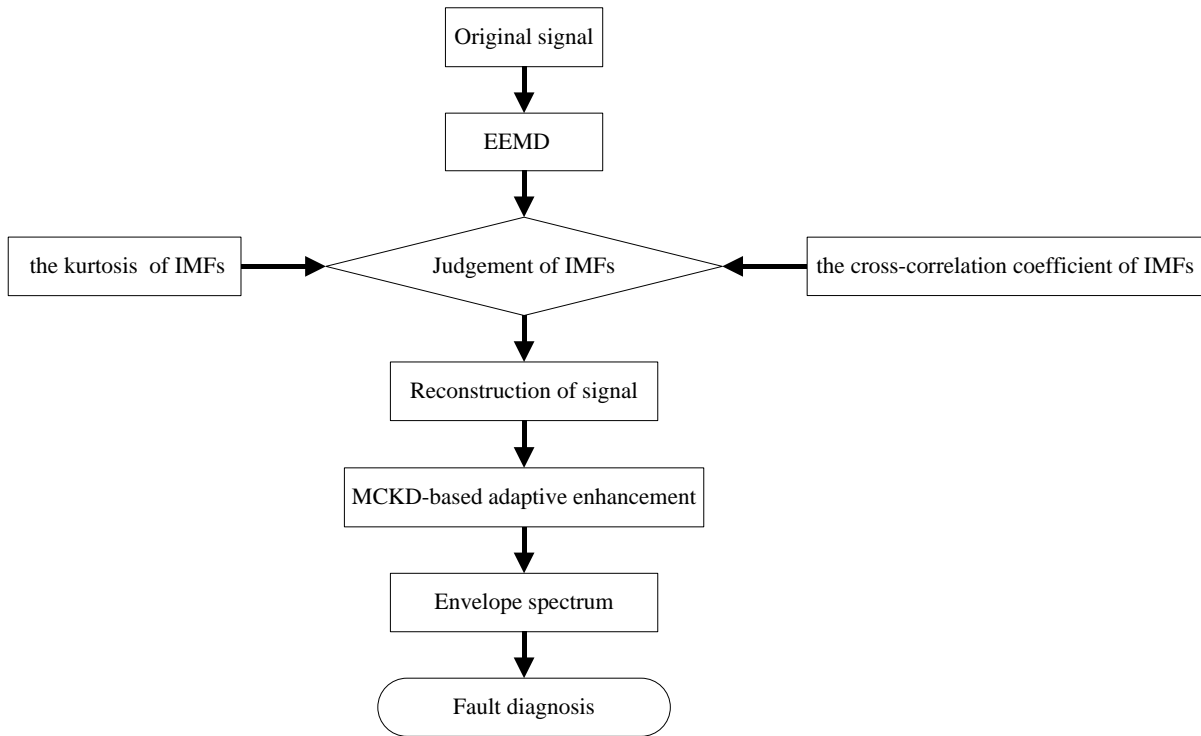 Original signal
EEMD
the kurtosis of IMFs
Judgement of IMFs
the cross-correlation coefficient of IMFs
Reconstruction of signal
MCKD-based adaptive enhancement
Envelope spectrum
Fault diagnosis